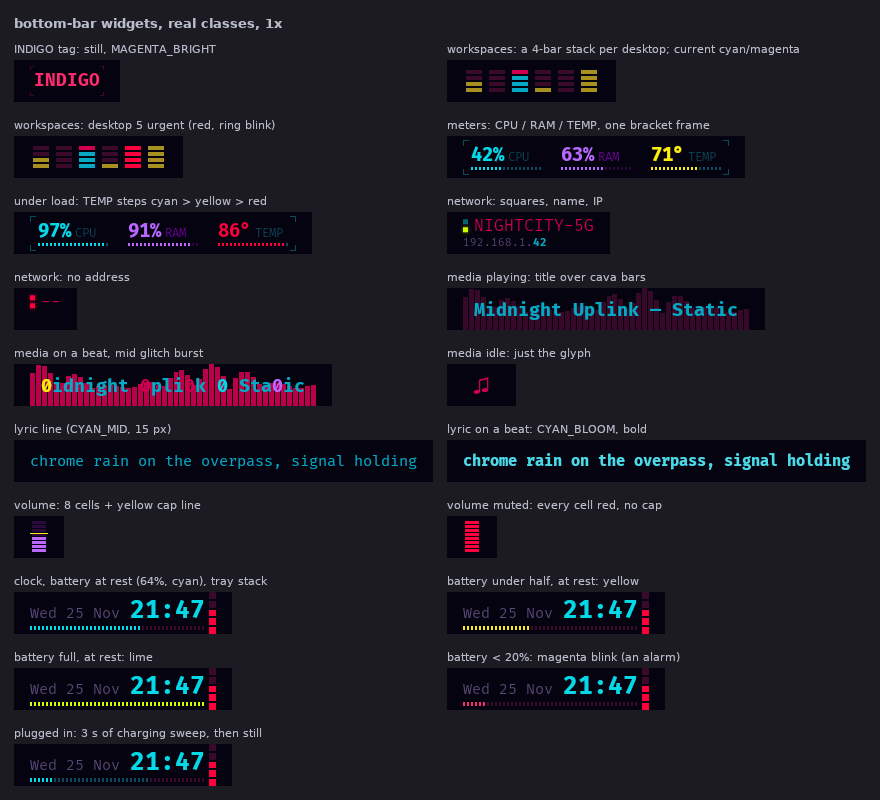 bottom-bar widgets, real classes, 1x
INDIGO tag: still, MAGENTA_BRIGHT
INDIGO
workspaces: a 4-bar stack per desktop; current cyan/magenta
workspaces: desktop 5 urgent (red, ring blink)
meters: CPU / RAM / TEMP, one bracket frame
42% CPU 63% RAM 71° TEMP
under load: TEMP steps cyan > yellow > red
97% CPU 91% RAM 86° TEMP
network: squares, name, IP
NIGHTCITY-5G
192.168.1.42
network: no address
--
media playing: title over cava bars
Midnight Uplink — Static
media on a beat, mid glitch burst
0idnight 0pli0k 0 Sta0ic
media idle: just the glyph
♫
lyric line (CYAN_MID, 15 px)
chrome rain on the overpass, signal holding
lyric on a beat: CYAN_BLOOM, bold
chrome rain on the overpass, signal holding
volume: 8 cells + yellow cap line
volume muted: every cell red, no cap
clock, battery at rest (64%, cyan), tray stack
Wed 25 Nov 21:47
battery under half, at rest: yellow
Wed 25 Nov 21:47
battery full, at rest: lime
Wed 25 Nov 21:47
battery < 20%: magenta blink (an alarm)
Wed 25 Nov 21:47
plugged in: 3 s of charging sweep, then still
Wed 25 Nov 21:47